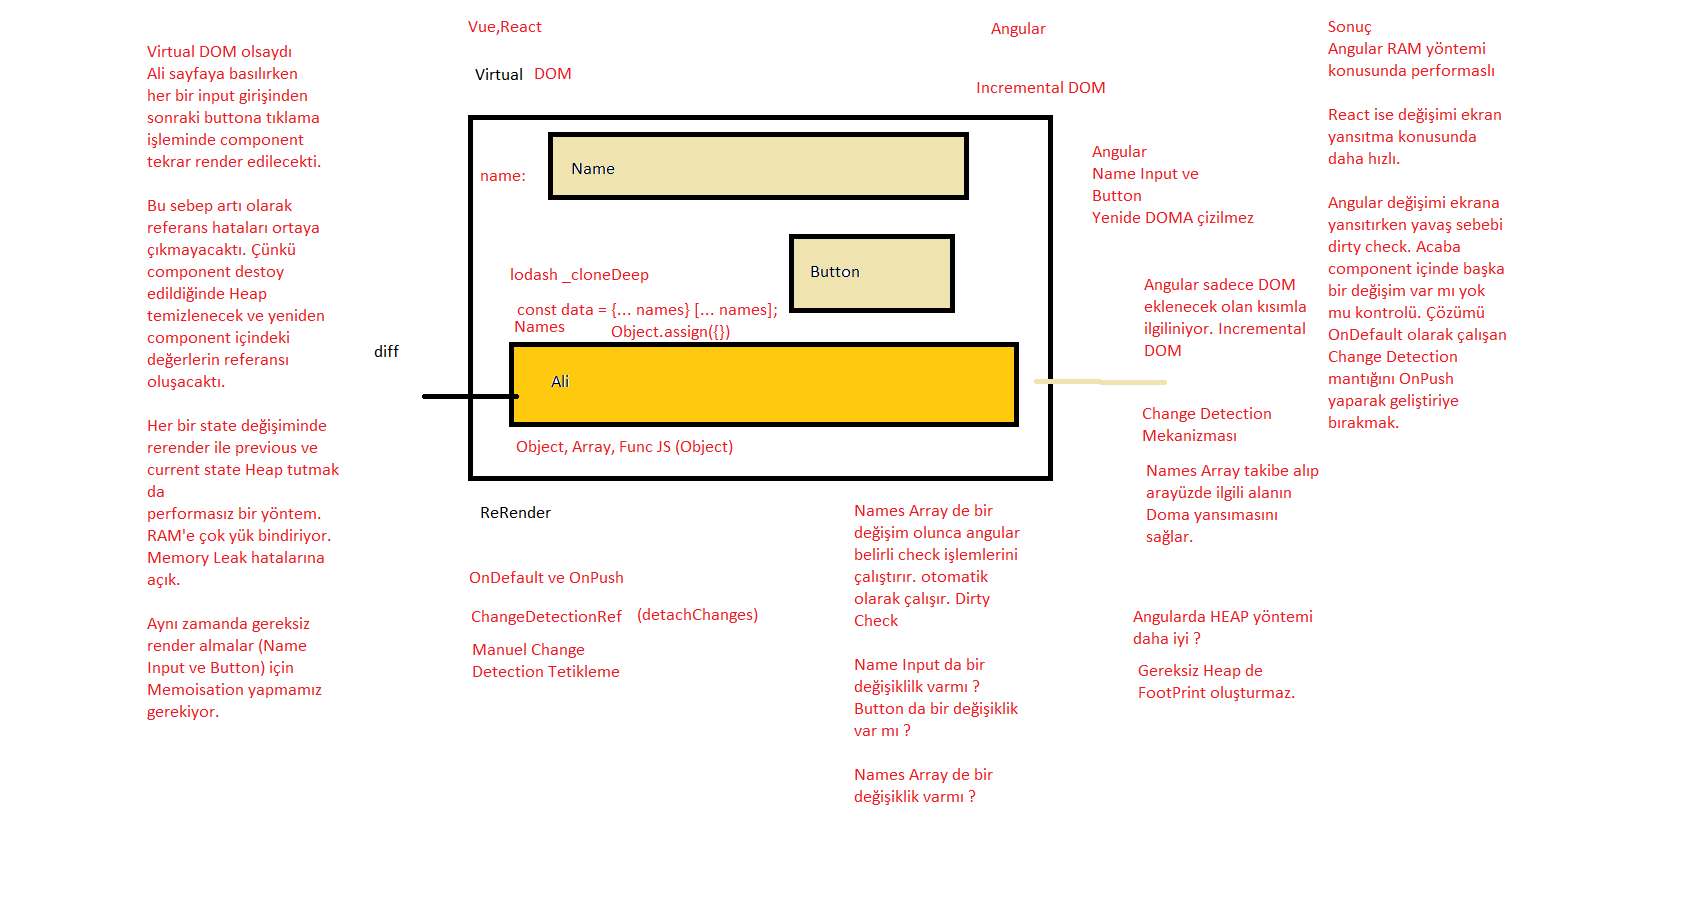 Virtual DOM olsaydı
Ali sayfaya basılırken
her bir input girişinden
sonraki buttona tıklama
işleminde component
tekrar render edilecekti.
Bu sebep artı olarak
referans hataları ortaya
çıkmayacaktı. Çünkü
component destoy
edildiğinde Heap
temizlenecek ve yeniden
component içindeki
değerlerin referansı
oluşacaktı.
Her bir state değişiminde
rerender ile previous ve
current state Heap tutmak
da
performasız bir yöntem.
RAM'e çok yük bindiriyor.
Memory Leak hatalarına
açık.
Aynı zamanda gereksiz
render almalar (Name
Input ve Button) için
Memoisation yapmamız
gerekiyor.
diff
Vue,React
Virtual DOM
name:
Name
Button
lodash _cloneDeep
const data = {... names} [... names];
Names
Object.assign({})
Ali
Object, Array, Func JS (Object)
ReRender
OnDefault ve OnPush
ChangeDetectionRef (detachChanges)
Manuel Change
Detection Tetikleme
Names Array de bir
değişim olunca angular
belirli check işlemlerini
çalıştırır. otomatik
olarak çalışır. Dirty
Check
Name Input da bir
değişiklilk varmı ?
Button da bir değişiklik
var mı ?
Names Array de bir
değişiklik varmı ?
Angular
Incremental DOM
Angular
Name Input ve
Button
Yenide DOMA çizilmez
Angular sadece DOM
eklenecek olan kısımla
ilgiliniyor. Incremental
DOM
Change Detection
Mekanizması
Names Array takibe alıp
arayüzde ilgili alanın
Doma yansımasını
sağlar.
Angularda HEAP yöntemi
daha iyi ?
Gereksiz Heap de
FootPrint oluşturmaz.
Sonuç
Angular RAM yöntemi
konusunda performaslı
React ise değişimi ekran
yansıtma konusunda
daha hızlı.
Angular değişimi ekrana
yansıtırken yavaş sebebi
dirty check. Acaba
component içinde başka
bir değişim var mı yok
mu kontrolü. Çözümü
OnDefault olarak çalışan
Change Detection
mantığını OnPush
yaparak geliştiriye
bırakmak.